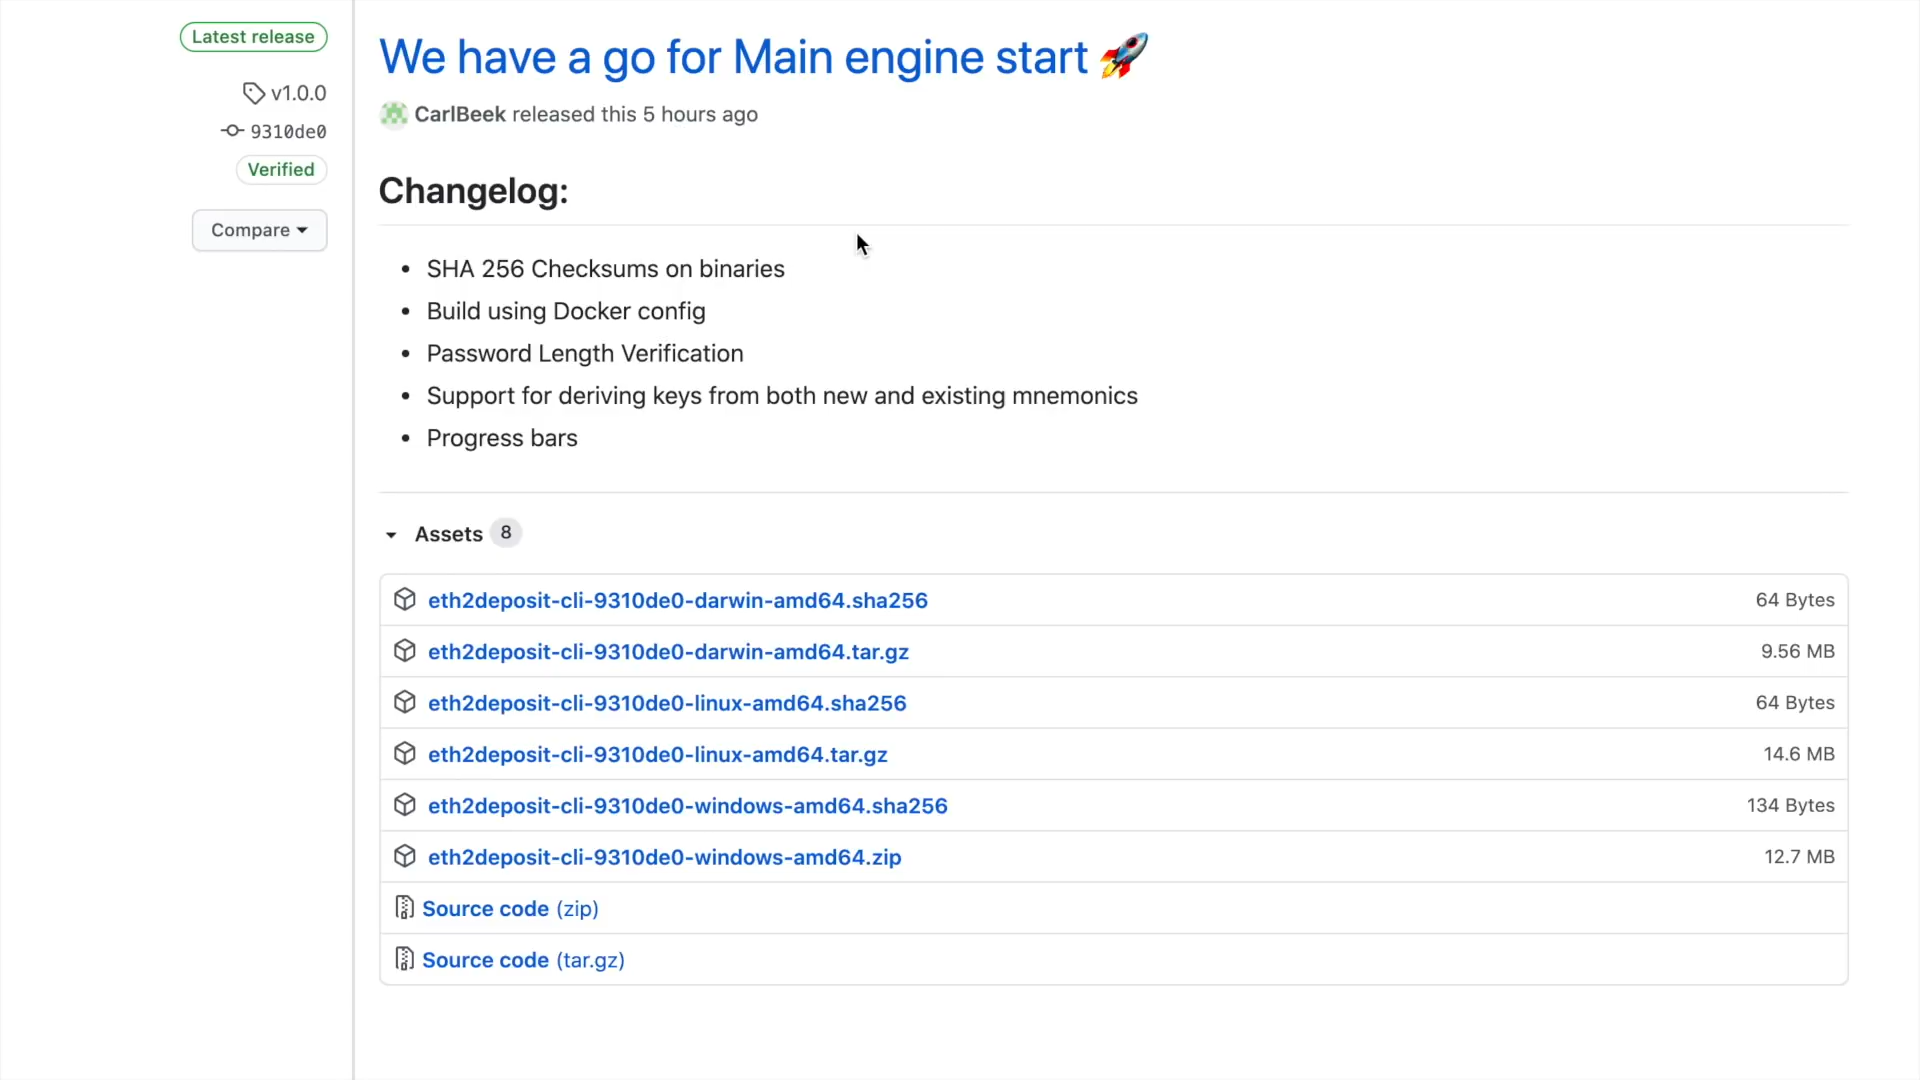 Latest release
v1.0.0
9310de0
Verified
Compare
We have a go for Main engine start 🚀
CarlBeek released this 5 hours ago
Changelog:
• SHA 256 Checksums on binaries
• Build using Docker config
• Password Length Verification
• Support for deriving keys from both new and existing mnemonics
• Progress bars
Assets 8
eth2deposit-cli-9310de0-darwin-amd64.sha256 64 Bytes
eth2deposit-cli-9310de0-darwin-amd64.tar.gz 9.56 MB
eth2deposit-cli-9310de0-linux-amd64.sha256 64 Bytes
eth2deposit-cli-9310de0-linux-amd64.tar.gz 14.6 MB
eth2deposit-cli-9310de0-windows-amd64.sha256 134 Bytes
eth2deposit-cli-9310de0-windows-amd64.zip 12.7 MB
Source code (zip)
Source code (tar.gz)